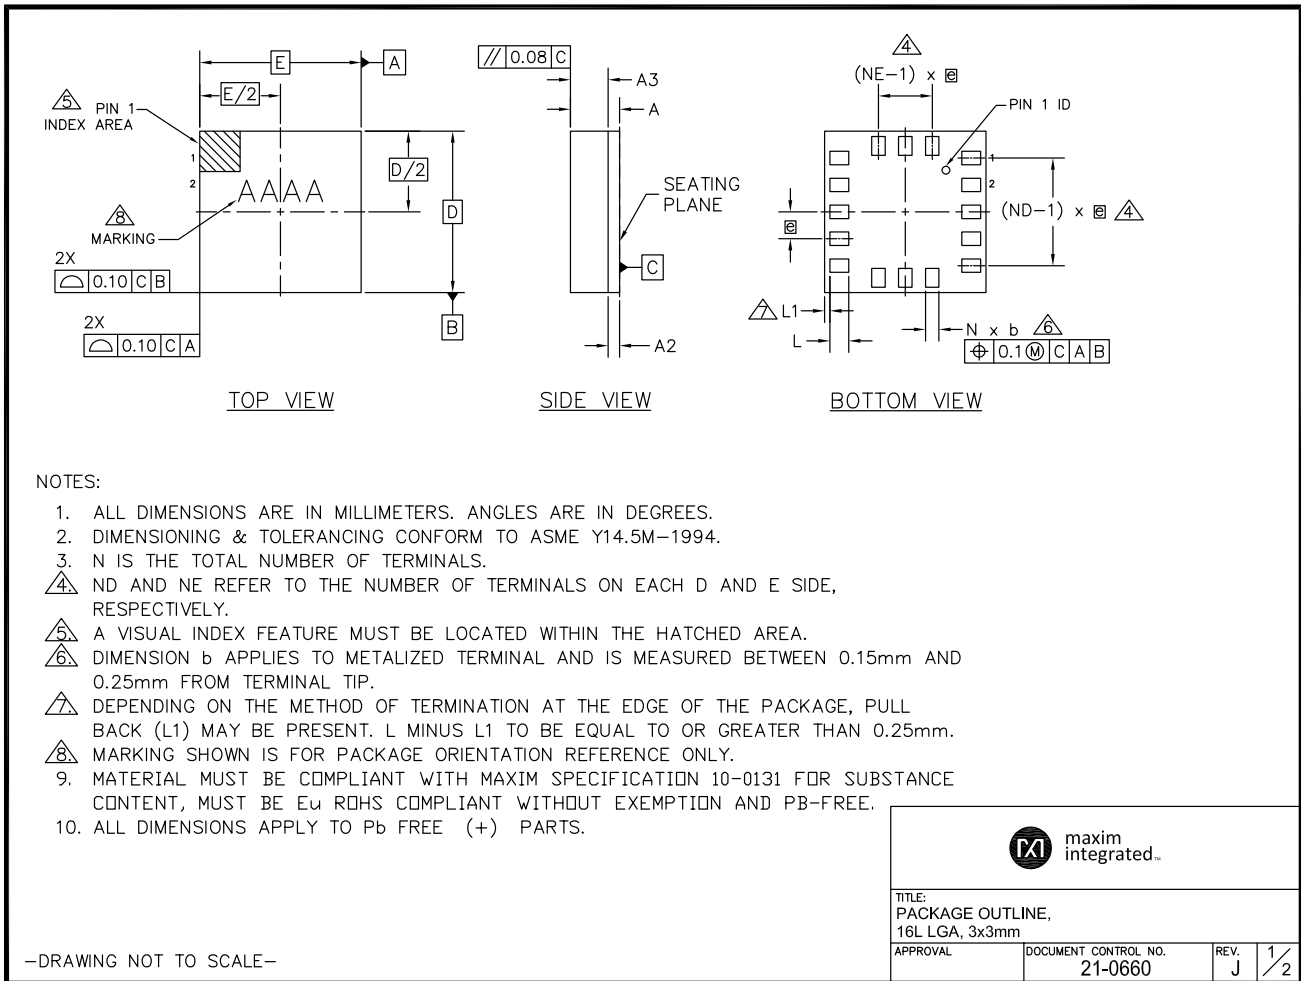 E
A
E/2
5
PIN 1
INDEX AREA
1
2
D/2
D
AAAA
8
MARKING
2X
0.10 C B
2X
0.10 C A
B
TOP VIEW
// 0.08 C
A3
A
SEATING
PLANE
C
A2
SIDE VIEW
4
(NE-1) x e
PIN 1 ID
1
2
e
(ND-1) x e 4
7 L1
L
N x b 6
⌖ 0.1 Ⓜ C A B
BOTTOM VIEW
NOTES:
1. ALL DIMENSIONS ARE IN MILLIMETERS. ANGLES ARE IN DEGREES.
2. DIMENSIONING & TOLERANCING CONFORM TO ASME Y14.5M-1994.
3. N IS THE TOTAL NUMBER OF TERMINALS.
4. ND AND NE REFER TO THE NUMBER OF TERMINALS ON EACH D AND E SIDE,
RESPECTIVELY.
5. A VISUAL INDEX FEATURE MUST BE LOCATED WITHIN THE HATCHED AREA.
6. DIMENSION b APPLIES TO METALIZED TERMINAL AND IS MEASURED BETWEEN 0.15mm AND
0.25mm FROM TERMINAL TIP.
7. DEPENDING ON THE METHOD OF TERMINATION AT THE EDGE OF THE PACKAGE, PULL
BACK (L1) MAY BE PRESENT. L MINUS L1 TO BE EQUAL TO OR GREATER THAN 0.25mm.
8. MARKING SHOWN IS FOR PACKAGE ORIENTATION REFERENCE ONLY.
9. MATERIAL MUST BE COMPLIANT WITH MAXIM SPECIFICATION 10-0131 FOR SUBSTANCE
CONTENT, MUST BE Eu ROHS COMPLIANT WITHOUT EXEMPTION AND PB-FREE.
10. ALL DIMENSIONS APPLY TO Pb FREE (+) PARTS.
maxim
integrated™
TITLE:
PACKAGE OUTLINE,
16L LGA, 3x3mm
APPROVAL
DOCUMENT CONTROL NO.
21-0660
REV.
J
1/2
-DRAWING NOT TO SCALE-